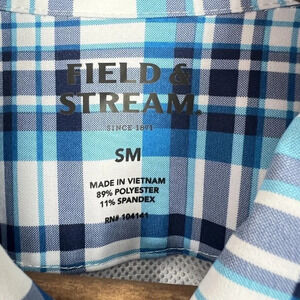 FIELD &
STREAM.
SINCE 1871
SM
MADE IN VIETNAM
89% POLYESTER
11% SPANDEX
RN# 104141